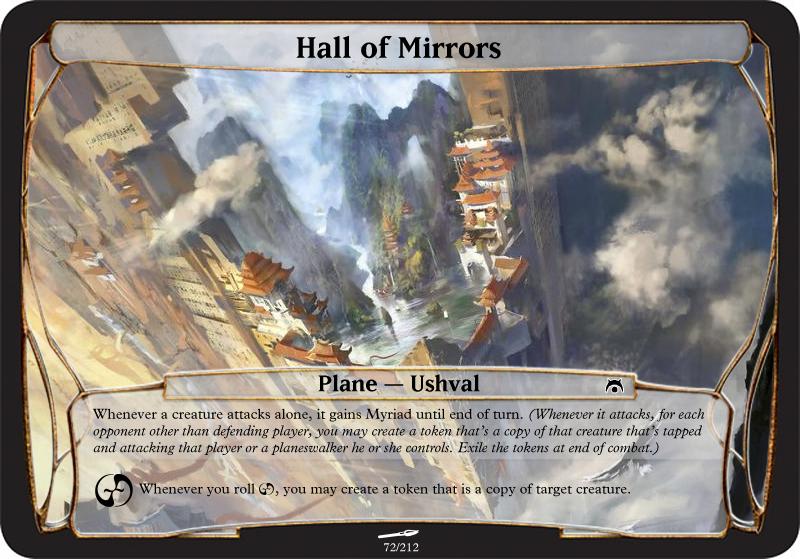 Hall of Mirrors
Plane — Ushval
Whenever a creature attacks alone, it gains Myriad until end of turn. (Whenever it attacks, for each
opponent other than defending player, you may create a token that's a copy of that creature that's tapped
and attacking that player or a planeswalker he or she controls. Exile the tokens at end of combat.)
Whenever you roll , you may create a token that is a copy of target creature.
72/212